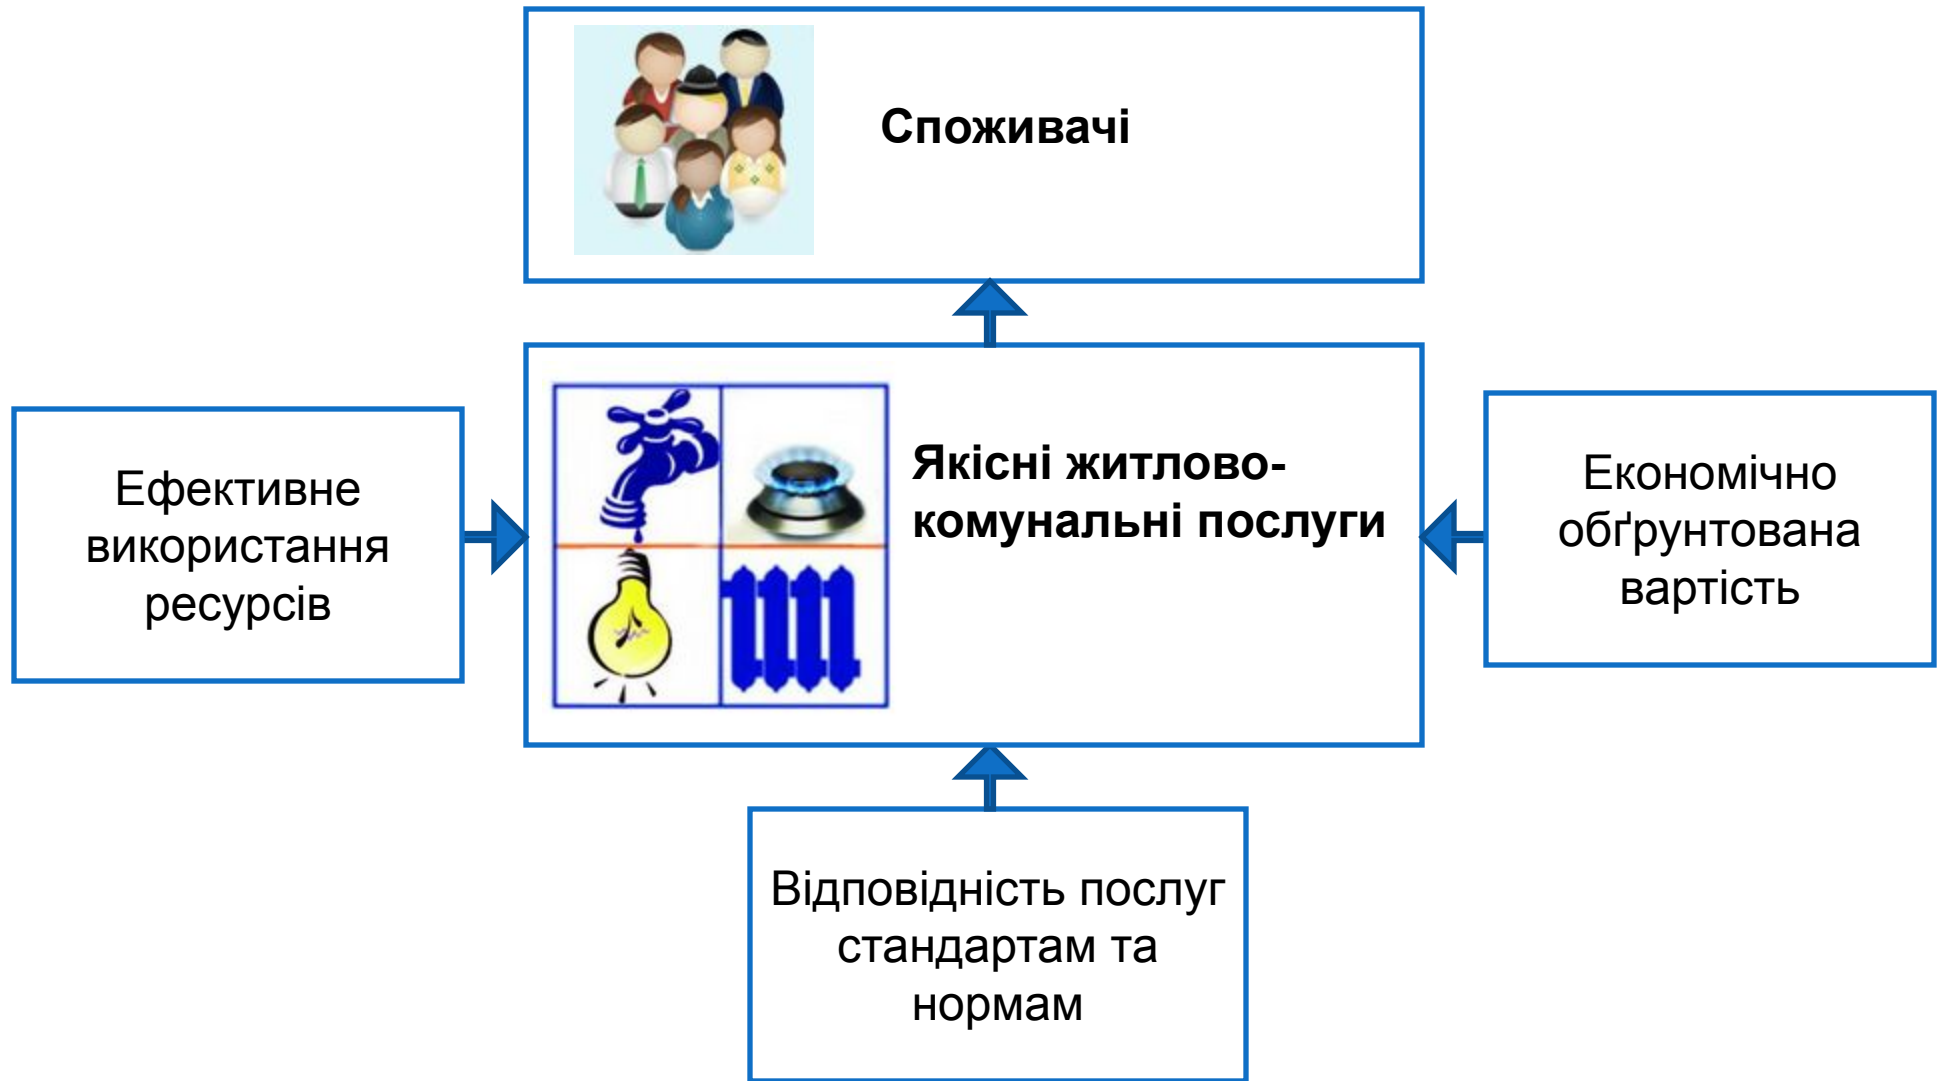 Споживачі
Ефективне
використання
ресурсів
Якісні житлово-
комунальні послуги
Економічно
обґрунтована
вартість
Відповідність послуг
стандартам та
нормам